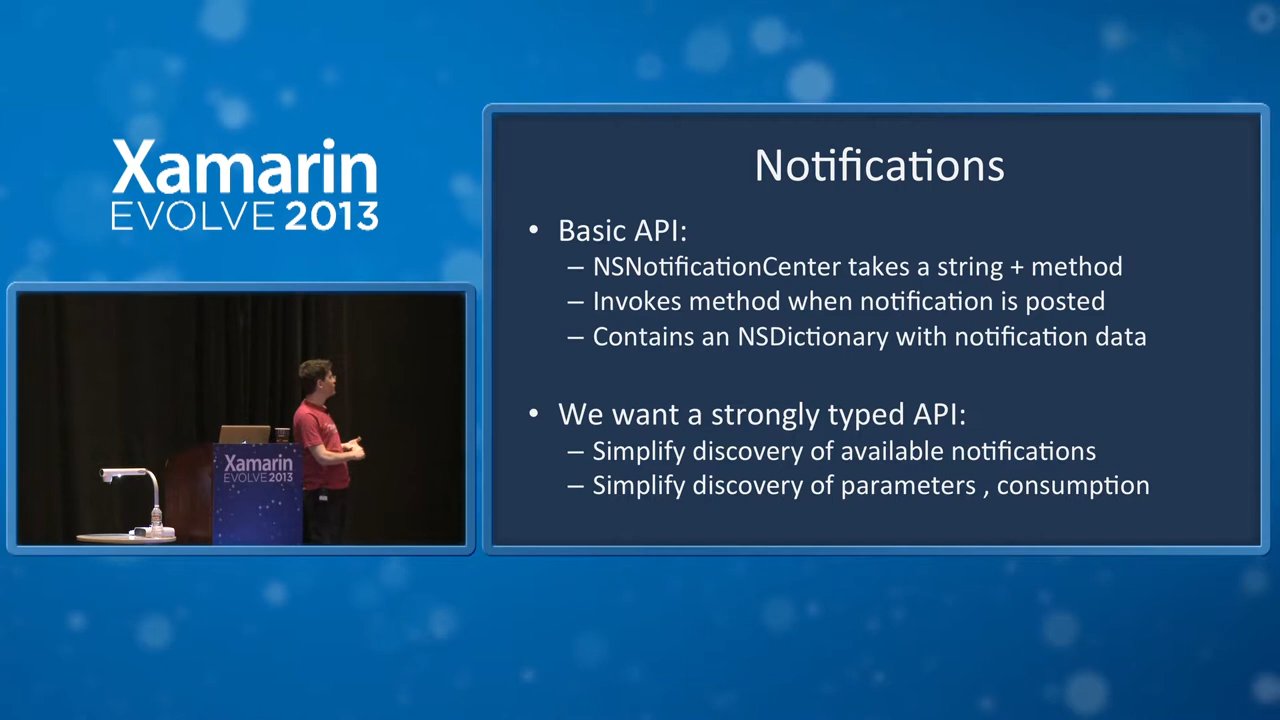 Xamarin
EVOLVE 2013
Notifications
• Basic API:
– NSNotificationCenter takes a string + method
– Invokes method when notification is posted
– Contains an NSDictionary with notification data
• We want a strongly typed API:
– Simplify discovery of available notifications
– Simplify discovery of parameters , consumption
Xamarin
EVOLVE 2013